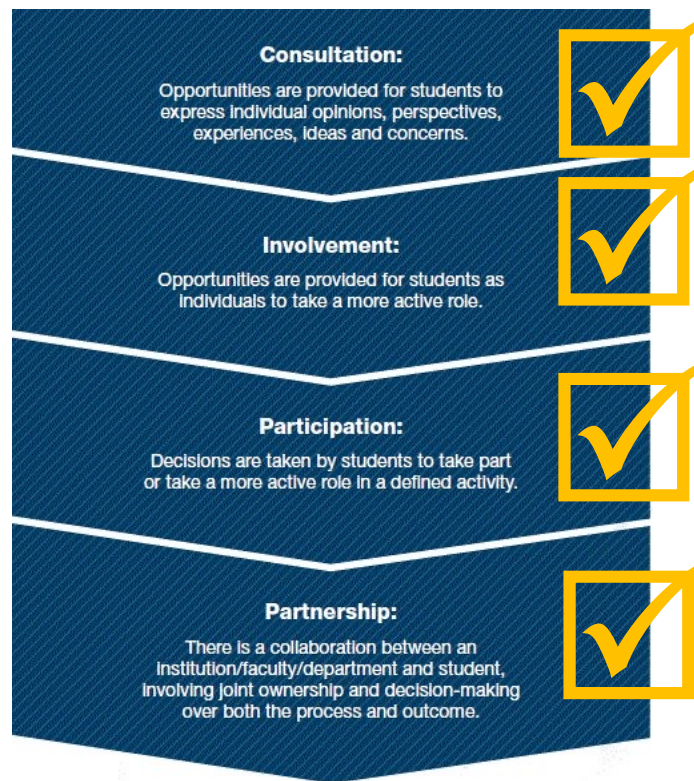 Consultation:
Opportunities are provided for students to
express individual opinions, perspectives,
experiences, ideas and concerns.
Involvement:
Opportunities are provided for students as
individuals to take a more active role.
Participation:
Decisions are taken by students to take part
or take a more active role in a defined activity.
Partnership:
There is a collaboration between an
institution/faculty/department and student,
involving joint ownership and decision-making
over both the process and outcome.